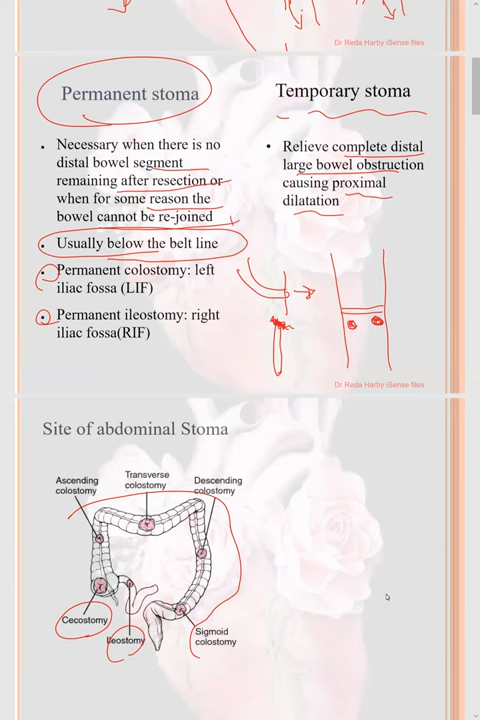 Dr Reda Harby iSense files
Permanent stoma
• Necessary when there is no
distal bowel segment
remaining after resection or
when for some reason the
bowel cannot be re-joined
• Usually below the belt line
• Permanent colostomy: left
iliac fossa (LIF)
• Permanent ileostomy: right
iliac fossa(RIF)
Temporary stoma
• Relieve complete distal
large bowel obstruction
causing proximal
dilatation
Dr Reda Harby iSense files
Site of abdominal Stoma
Ascending
colostomy
Transverse
colostomy
Descending
colostomy
Cecostomy
Ileostomy
Sigmoid
colostomy